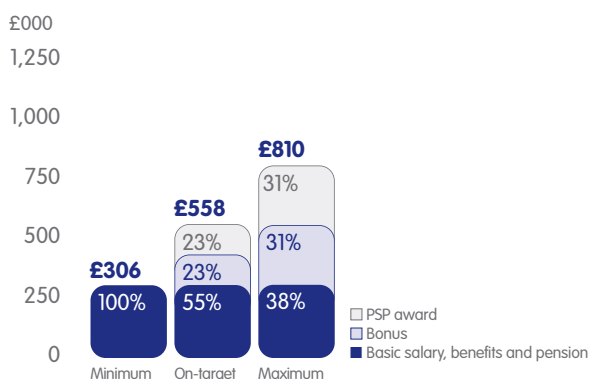 £000
1,250
1,000
750
500
250
0
£306
100%
Minimum
£558
23%
23%
55%
On-target
£810
31%
31%
38%
Maximum
PSP award
Bonus
Basic salary, benefits and pension